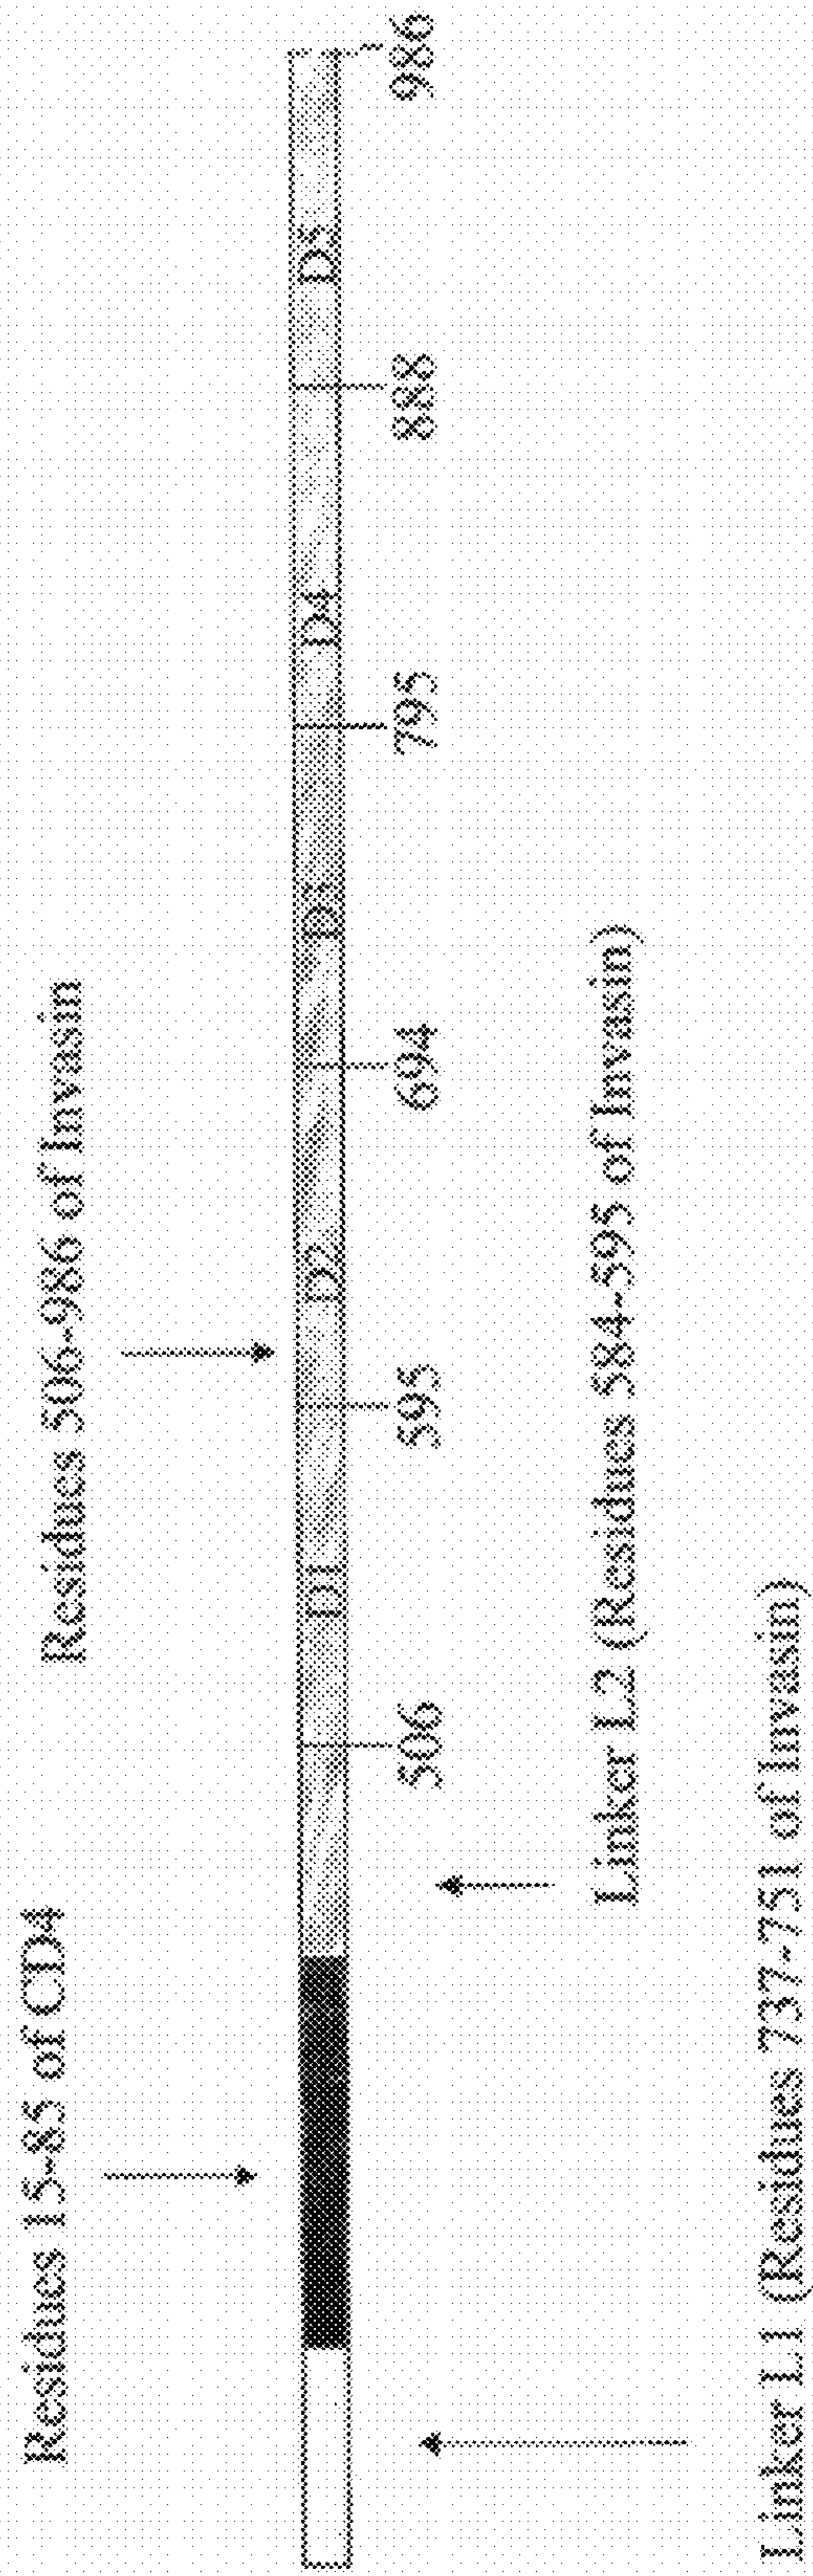 Residues 15-85 of CD4
Residues 506-986 of Invasin
D1
D2
D3
D4
D5
506
595
694
795
888
986
Linker L2 (Residues 584-595 of Invasin)
Linker L1 (Residues 737-751 of Invasin)